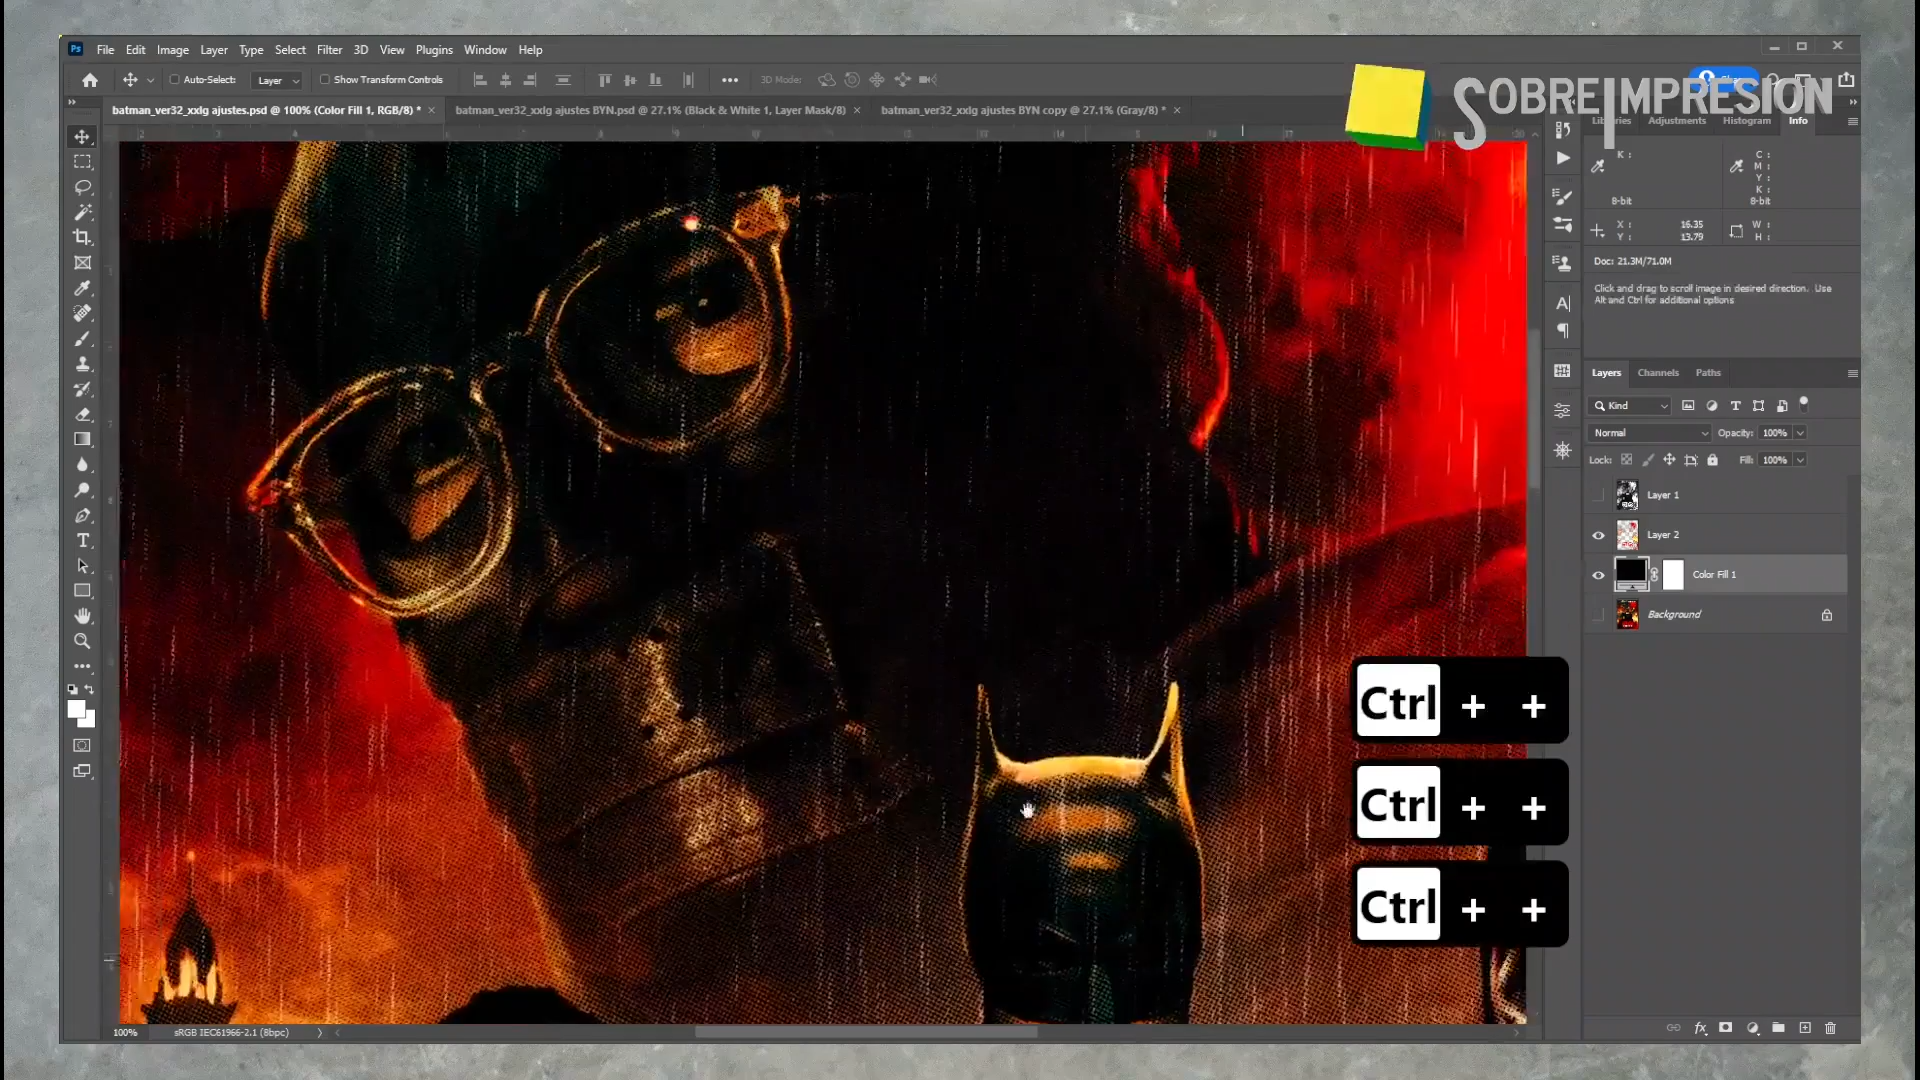 Ps File Edit Image Layer Type Select Filter 3D View Plugins Window Help
Auto-Select: Layer Show Transform Controls ••• 3D Mode:
SOBREIMPRESION
batman_ver32_xxlg ajustes.psd @ 100% (Color Fill 1, RGB/8) * ×
batman_ver32_xxlg ajustes BYN.psd @ 27.1% (Black & White 1, Layer Mask/8) ×
batman_ver32_xxlg ajustes BYN copy @ 27.1% (Gray/8) * ×
Libraries Adjustments Histogram Info
K: C:
M:
Y:
K:
8-bit 8-bit
X: 16.35 W:
Y: 13.79 H:
Doc: 21.3M/71.0M
Click and drag to scroll image in desired direction. Use
Alt and Ctrl for additional options
Layers Channels Paths
Kind
Normal Opacity: 100%
Lock: Fill: 100%
Layer 1
Layer 2
Color Fill 1
Background
Ctrl + +
Ctrl + +
Ctrl + +
100% sRGB IEC61966-2.1 (8bpc)